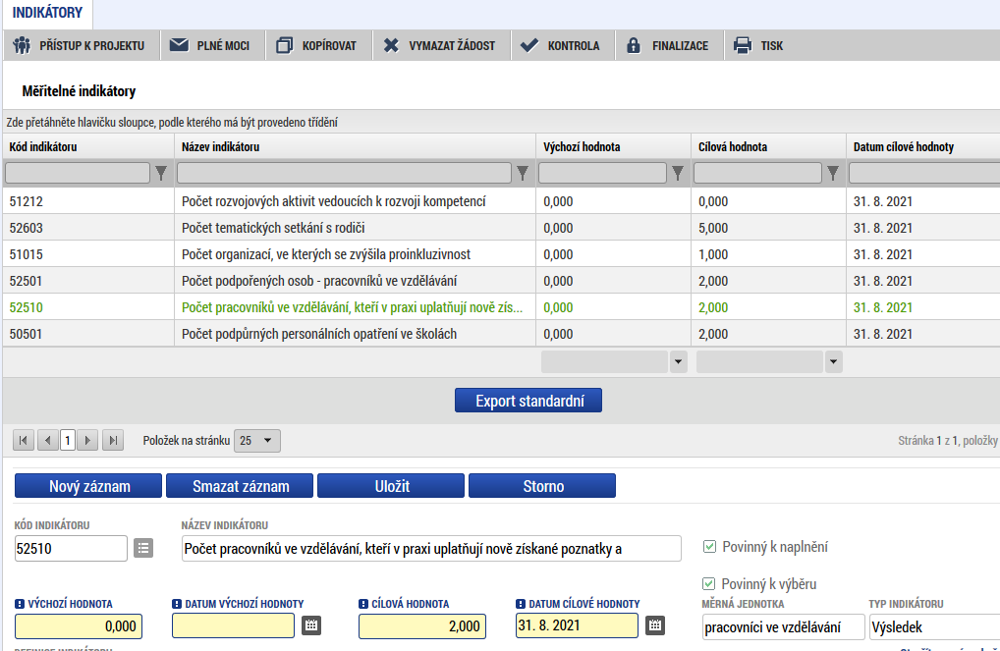 INDIKÁTORY
PŘÍSTUP K PROJEKTU PLNÉ MOCI KOPÍROVAT VYMAZAT ŽÁDOST KONTROLA FINALIZACE TISK
Měřitelné indikátory
Zde přetáhněte hlavičku sloupce, podle kterého má být provedeno třídění
Kód indikátoru Název indikátoru Výchozí hodnota Cílová hodnota Datum cílové hodnoty
51212 Počet rozvojových aktivit vedoucích k rozvoji kompetencí 0,000 0,000 31. 8. 2021
52603 Počet tematických setkání s rodiči 0,000 5,000 31. 8. 2021
51015 Počet organizací, ve kterých se zvýšila proinkluzivnost 0,000 1,000 31. 8. 2021
52501 Počet podpořených osob - pracovníků ve vzdělávání 0,000 2,000 31. 8. 2021
52510 Počet pracovníků ve vzdělávání, kteří v praxi uplatňují nově zís... 0,000 2,000 31. 8. 2021
50501 Počet podpůrných personálních opatření ve školách 0,000 2,000 31. 8. 2021
Export standardní
1 Položek na stránku 25 Stránka 1 z 1, položky
Nový záznam Smazat záznam Uložit Storno
KÓD INDIKÁTORU NÁZEV INDIKÁTORU
52510 Počet pracovníků ve vzdělávání, kteří v praxi uplatňují nově získané poznatky a Povinný k naplnění
Povinný k výběru
VÝCHOZÍ HODNOTA DATUM VÝCHOZÍ HODNOTY CÍLOVÁ HODNOTA DATUM CÍLOVÉ HODNOTY MĚRNÁ JEDNOTKA TYP INDIKÁTORU
0,000 2,000 31. 8. 2021 pracovníci ve vzdělávání Výsledek